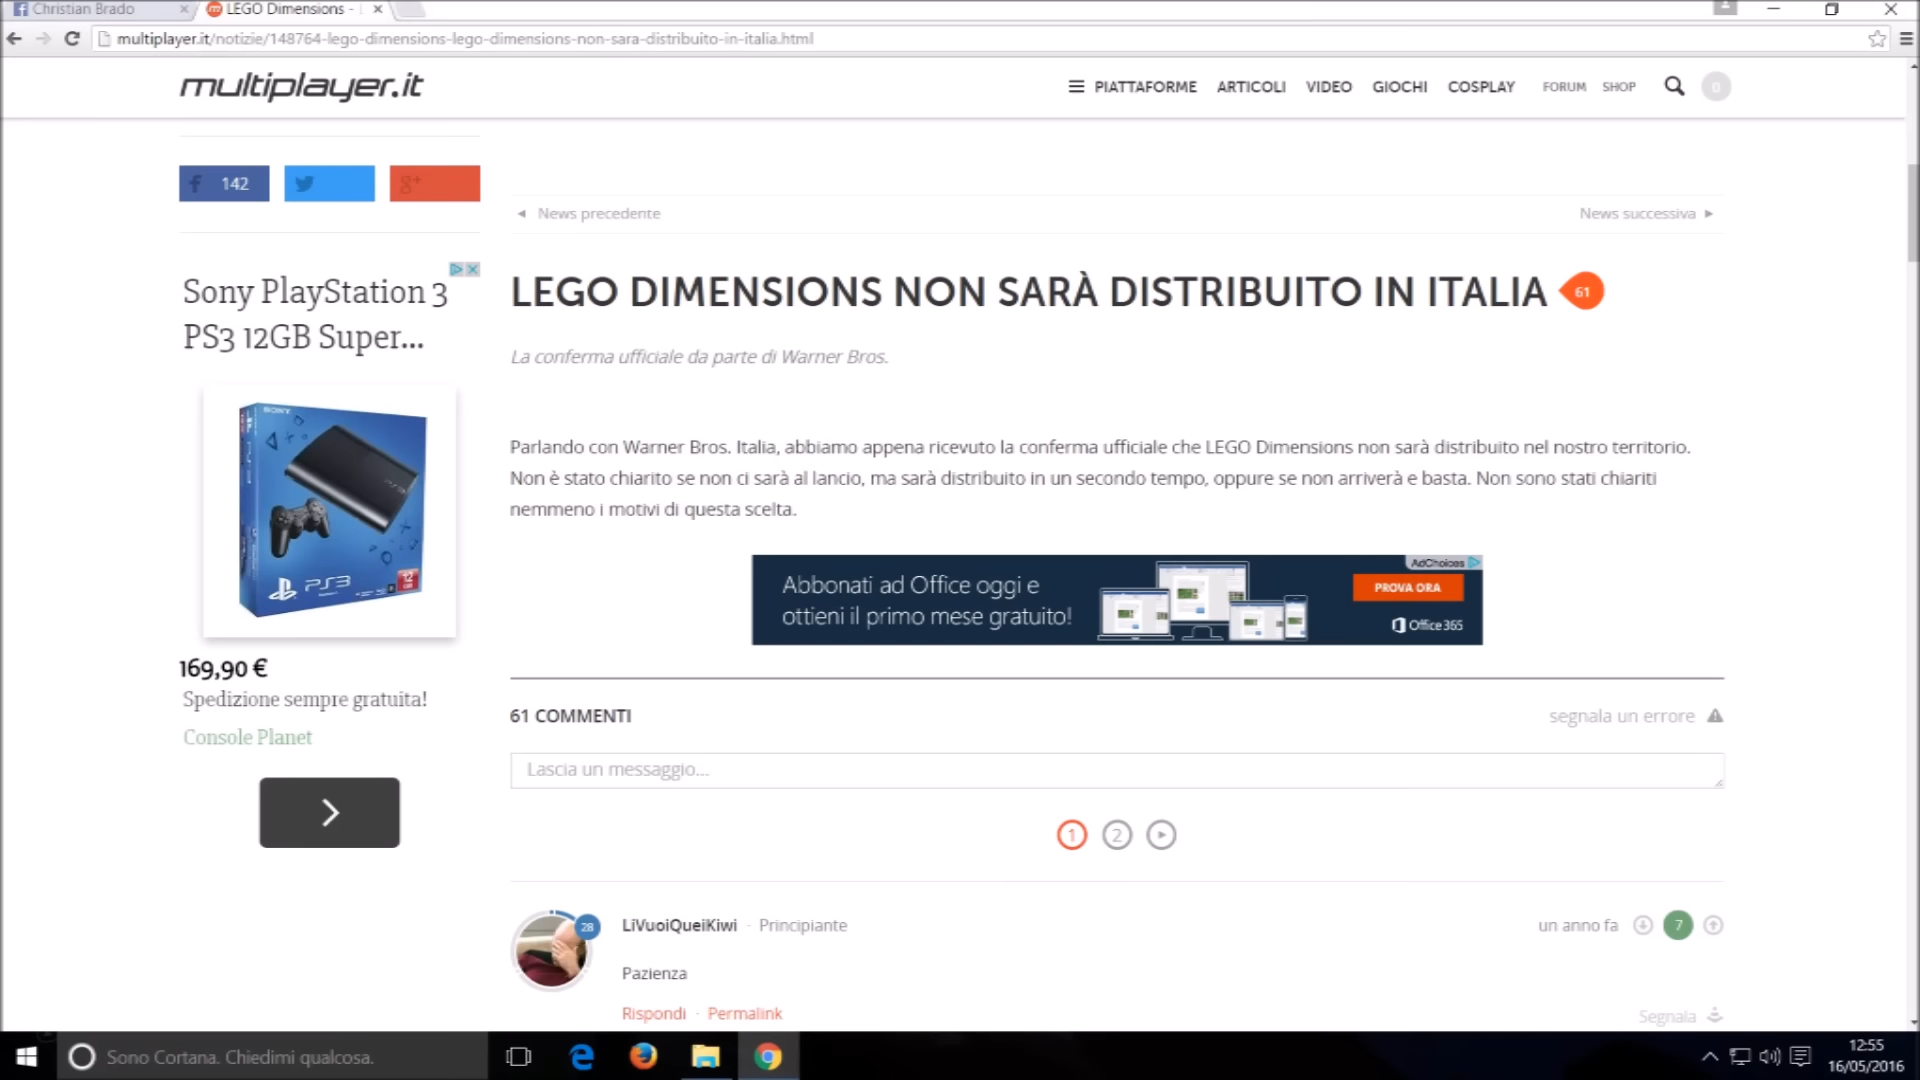 Christian Brado
LEGO Dimensions -
multiplayer.it/notizie/148764-lego-dimensions-lego-dimensions-non-sara-distribuito-in-italia.html
multiplayer.it
PIATTAFORME ARTICOLI VIDEO GIOCHI COSPLAY FORUM SHOP 0
142
News precedente
News successiva
Sony PlayStation 3
PS3 12GB Super...
SONY
PS3
12
169,90 €
Spedizione sempre gratuita!
Console Planet
LEGO DIMENSIONS NON SARÀ DISTRIBUITO IN ITALIA 61
La conferma ufficiale da parte di Warner Bros.
Parlando con Warner Bros. Italia, abbiamo appena ricevuto la conferma ufficiale che LEGO Dimensions non sarà distribuito nel nostro territorio.
Non è stato chiarito se non ci sarà al lancio, ma sarà distribuito in un secondo tempo, oppure se non arriverà e basta. Non sono stati chiariti
nemmeno i motivi di questa scelta.
AdChoices
Abbonati ad Office oggi e
ottieni il primo mese gratuito!
PROVA ORA
Office 365
61 COMMENTI
segnala un errore
Lascia un messaggio...
1 2
28
LiVuoiQueiKiwi · Principiante
un anno fa 7
Pazienza
Rispondi · Permalink
Segnala
Sono Cortana. Chiedimi qualcosa.
12:55
16/05/2016